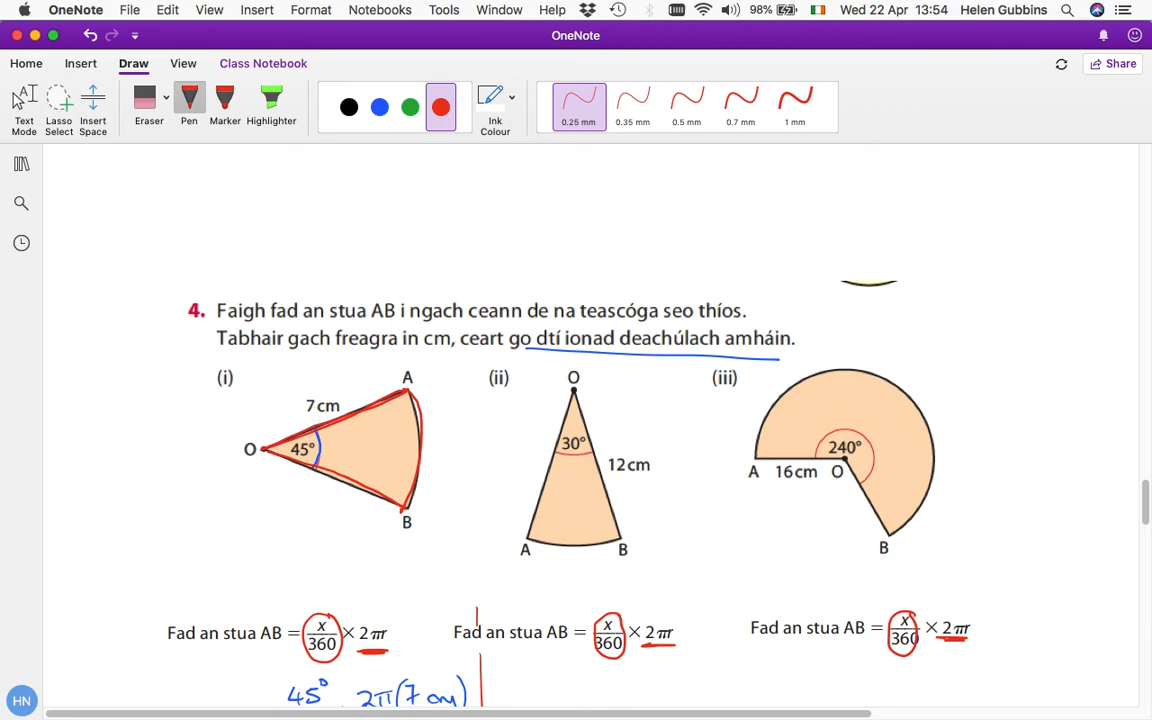 OneNote File Edit View Insert Format Notebooks Tools Window Help 98% Wed 22 Apr 13:54 Helen Gubbins
OneNote
Home Insert Draw View Class Notebook Share
Text Mode Lasso Select Insert Space Eraser Pen Marker Highlighter Ink Colour 0.25 mm 0.35 mm 0.5 mm 0.7 mm 1 mm
4. Faigh fad an stua AB i ngach ceann de na teascóga seo thíos.
Tabhair gach freagra in cm, ceart go dtí ionad deachúlach amháin.
(i) A 7 cm O 45° B
(ii) O 30° 12 cm A B
(iii) 240° A 16 cm O B
Fad an stua AB = x/360 × 2πr
Fad an stua AB = x/360 × 2πr
Fad an stua AB = x/360 × 2πr
45° . 2π(7 cm)
HN